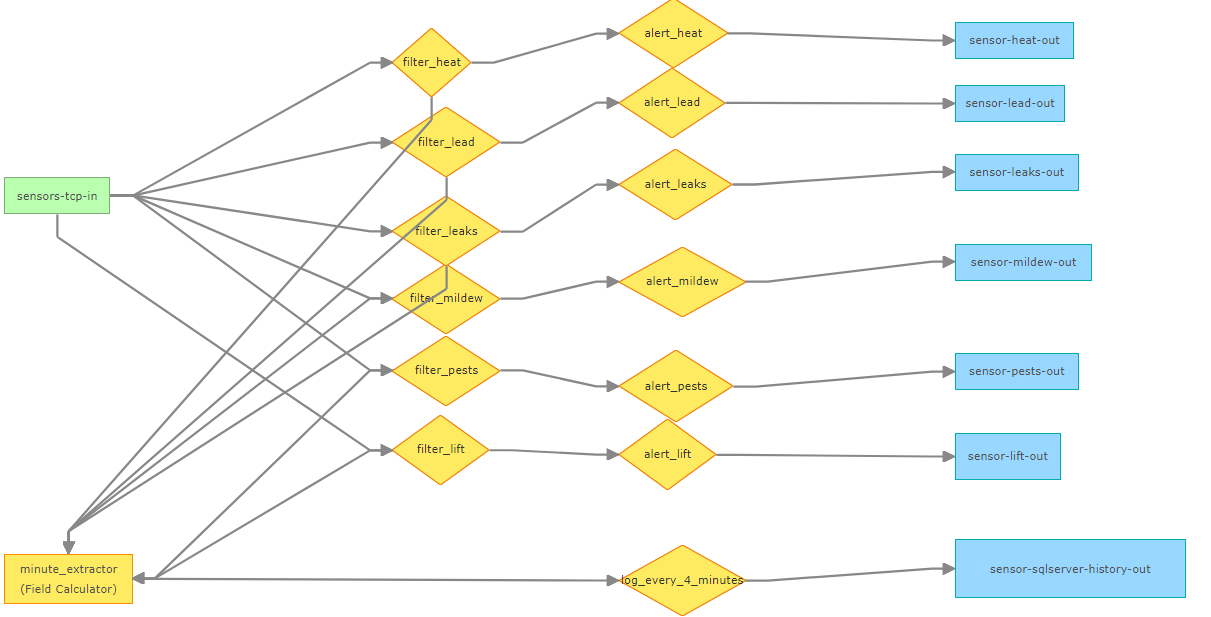 sensors-tcp-in
filter_heat
filter_lead
filter_leaks
filter_mildew
filter_pests
filter_lift
minute_extractor
(Field Calculator)
alert_heat
alert_lead
alert_leaks
alert_mildew
alert_pests
alert_lift
log_every_4_minutes
sensor-heat-out
sensor-lead-out
sensor-leaks-out
sensor-mildew-out
sensor-pests-out
sensor-lift-out
sensor-sqlserver-history-out